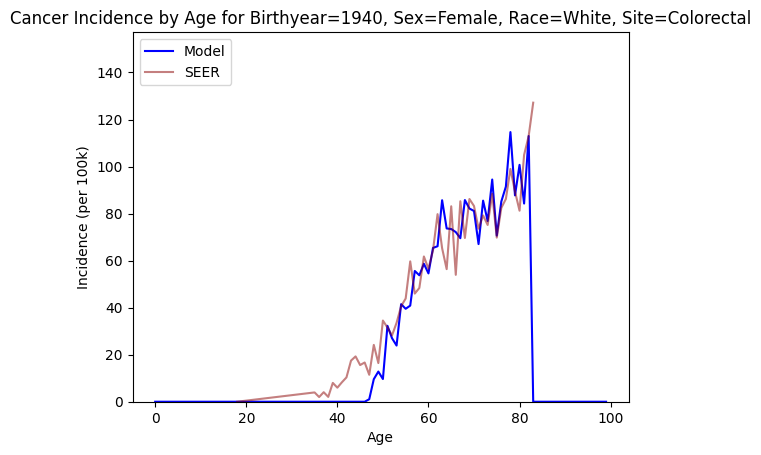 Cancer Incidence by Age for Birthyear=1940, Sex=Female, Race=White, Site=Colorectal
Model
SEER
Incidence (per 100k)
140
120
100
80
60
40
20
0
0 20 40 60 80 100
Age